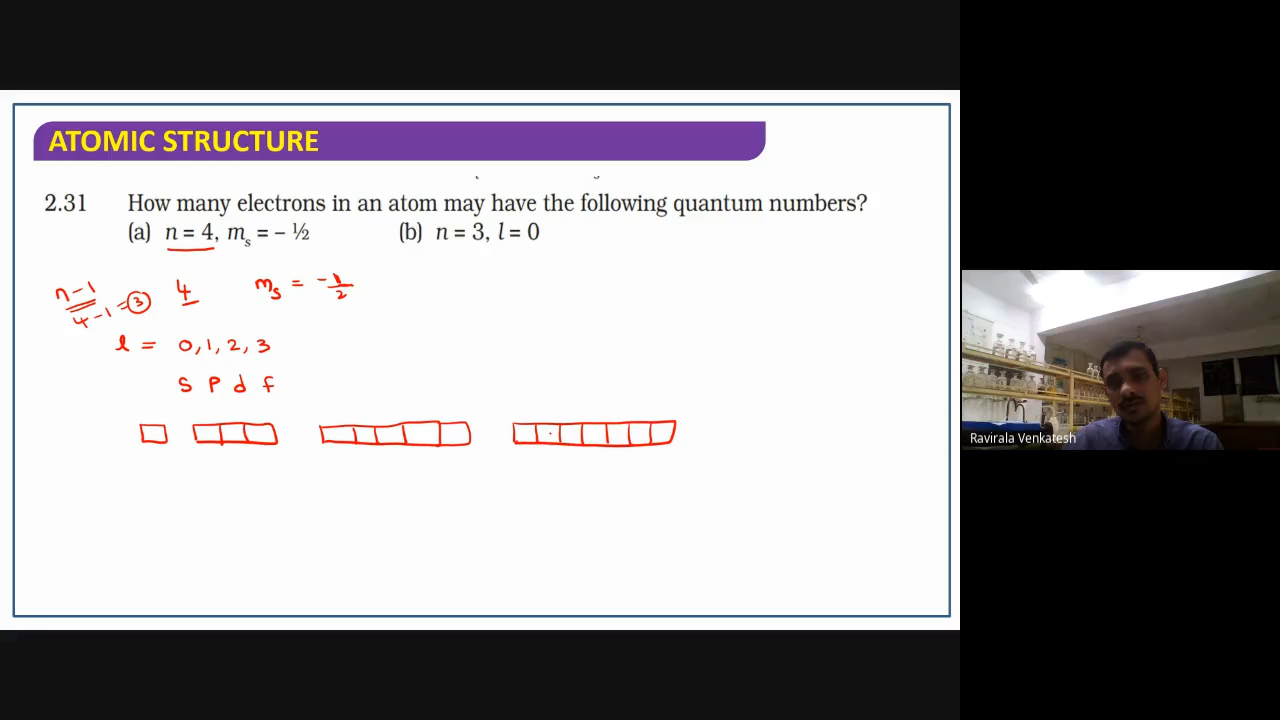 ATOMIC STRUCTURE
2.31 How many electrons in an atom may have the following quantum numbers?
(a) n = 4, mₛ = – ½ (b) n = 3, l = 0
n-1 4 mₛ = -1/2
4-1 = 3
l = 0, 1, 2, 3
S P d f
Ravirala Venkatesh